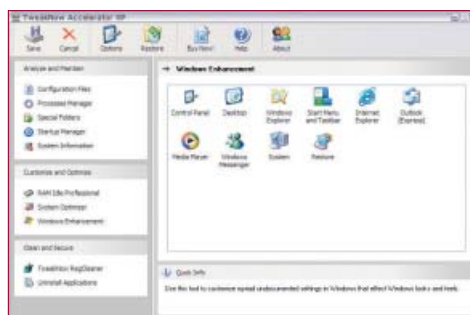 TweakNow Accelerator XP
Save Cancel Options Restore Buy Now! Help About
Analyze and Maintain
Configuration Files
Processes Manager
Special Folders
Startup Manager
System Information
Customize and Optimize
RAM Idle Professional
System Optimizer
Windows Enhancement
Clean and Secure
TweakNow RegCleaner
Uninstall Applications
Windows Enhancement
Control Panel
Desktop
Windows Explorer
Start Menu and Taskbar
Internet Explorer
Outlook (Express)
Media Player
Windows Messenger
System
Restore
Quick Info
Use this tool to customize myriad undocumented settings in Windows that effect Windows looks and feels.